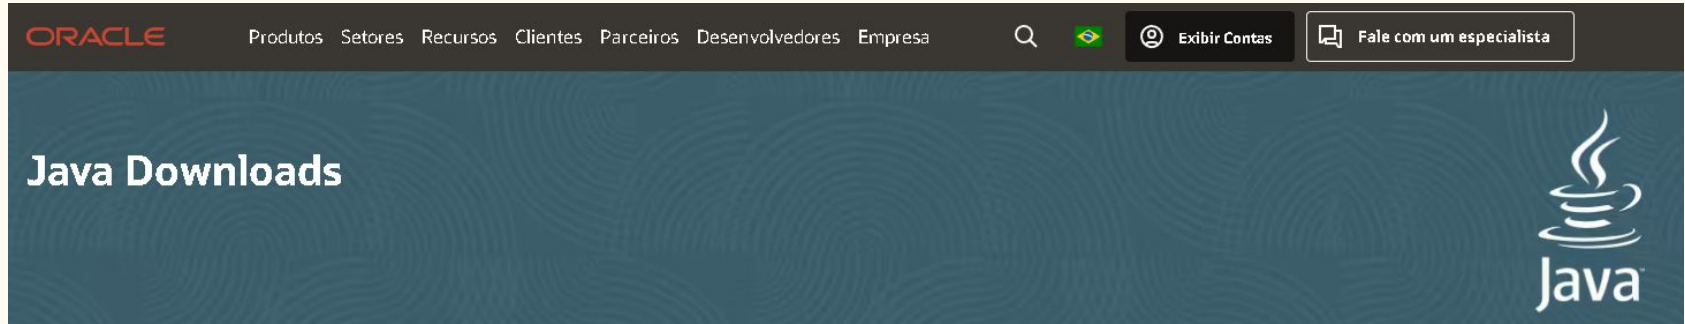 ORACLE Produtos Setores Recursos Clientes Parceiros Desenvolvedores Empresa Exibir Contas Fale com um especialista
Java Downloads
Java